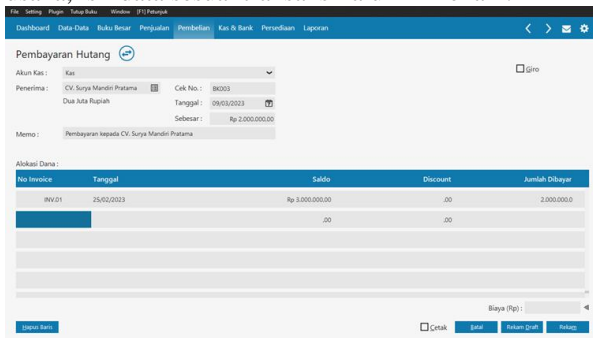 File Setting Plugin Tutup Buku Window [F1] Petunjuk
Dashboard Data-Data Buku Besar Penjualan Pembelian Kas & Bank Persediaan Laporan
Pembayaran Hutang
Akun Kas : Kas
Giro
Penerima : CV. Surya Mandiri Pratama Cek No. : BK003
Dua Juta Rupiah Tanggal : 09/03/2023
Sebesar : Rp 2.000.000,00
Memo : Pembayaran kepada CV. Surya Mandiri Pratama
Alokasi Dana :
No Invoice Tanggal Saldo Discount Jumlah Dibayar
INV.01 25/02/2023 Rp 3.000.000,00 .00 2.000.000,0
.00 .00
Biaya (Rp) :
Hapus Baris Cetak Batal Rekam Draft Rekam